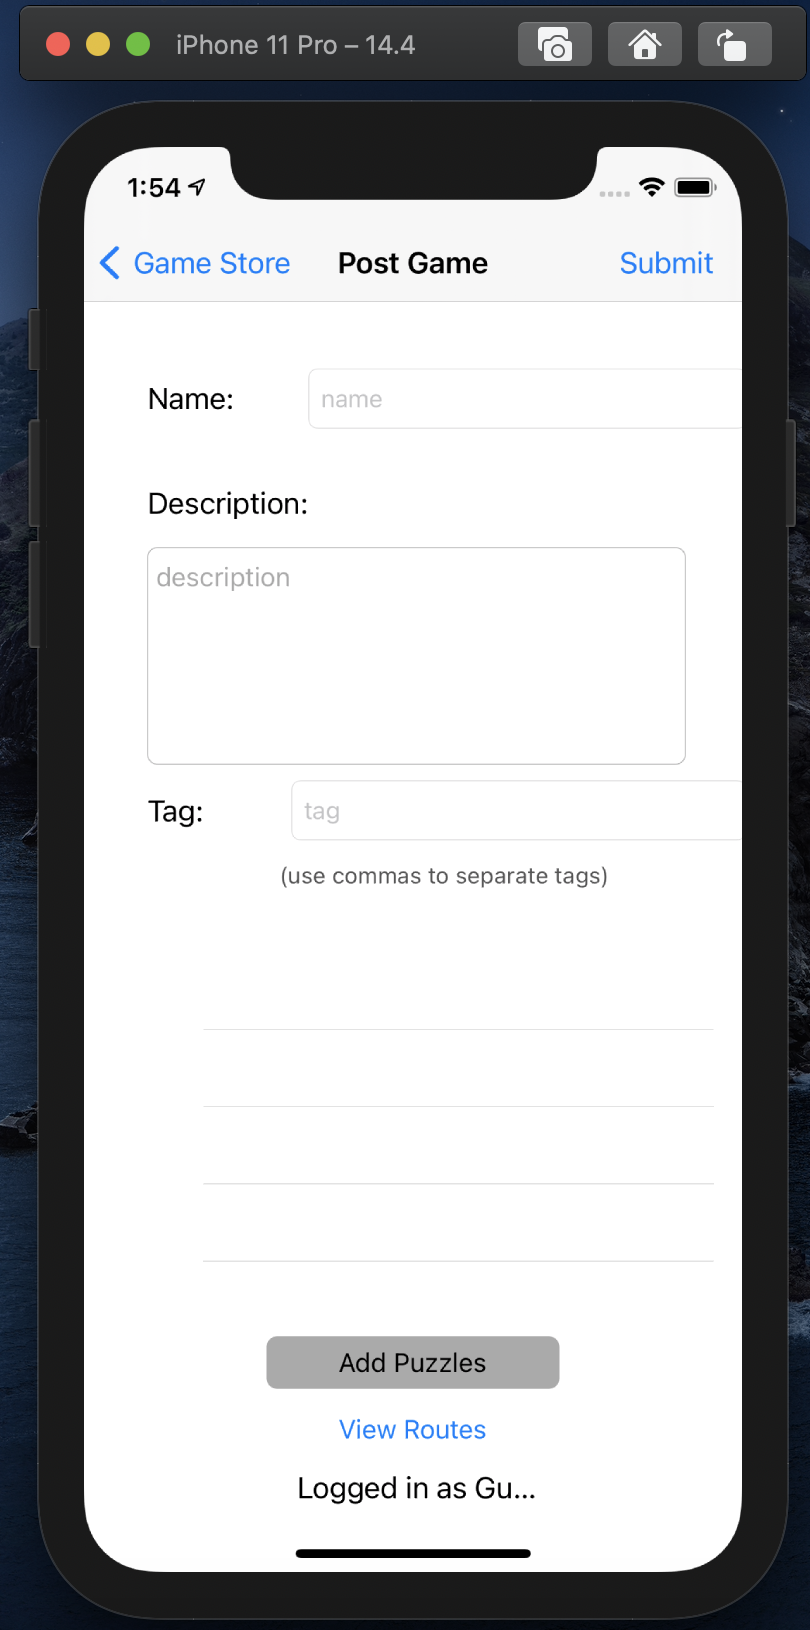 iPhone 11 Pro – 14.4
1:54
Game Store Post Game Submit
Name: name
Description:
description
Tag: tag
(use commas to separate tags)
Add Puzzles
View Routes
Logged in as Gu...